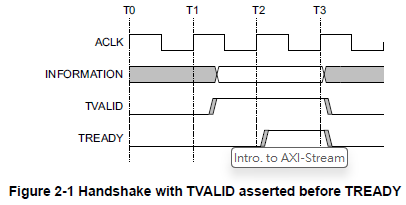 T0 T1 T2 T3
ACLK
INFORMATION
TVALID
TREADY
Intro. to AXI-Stream
Figure 2-1 Handshake with TVALID asserted before TREADY